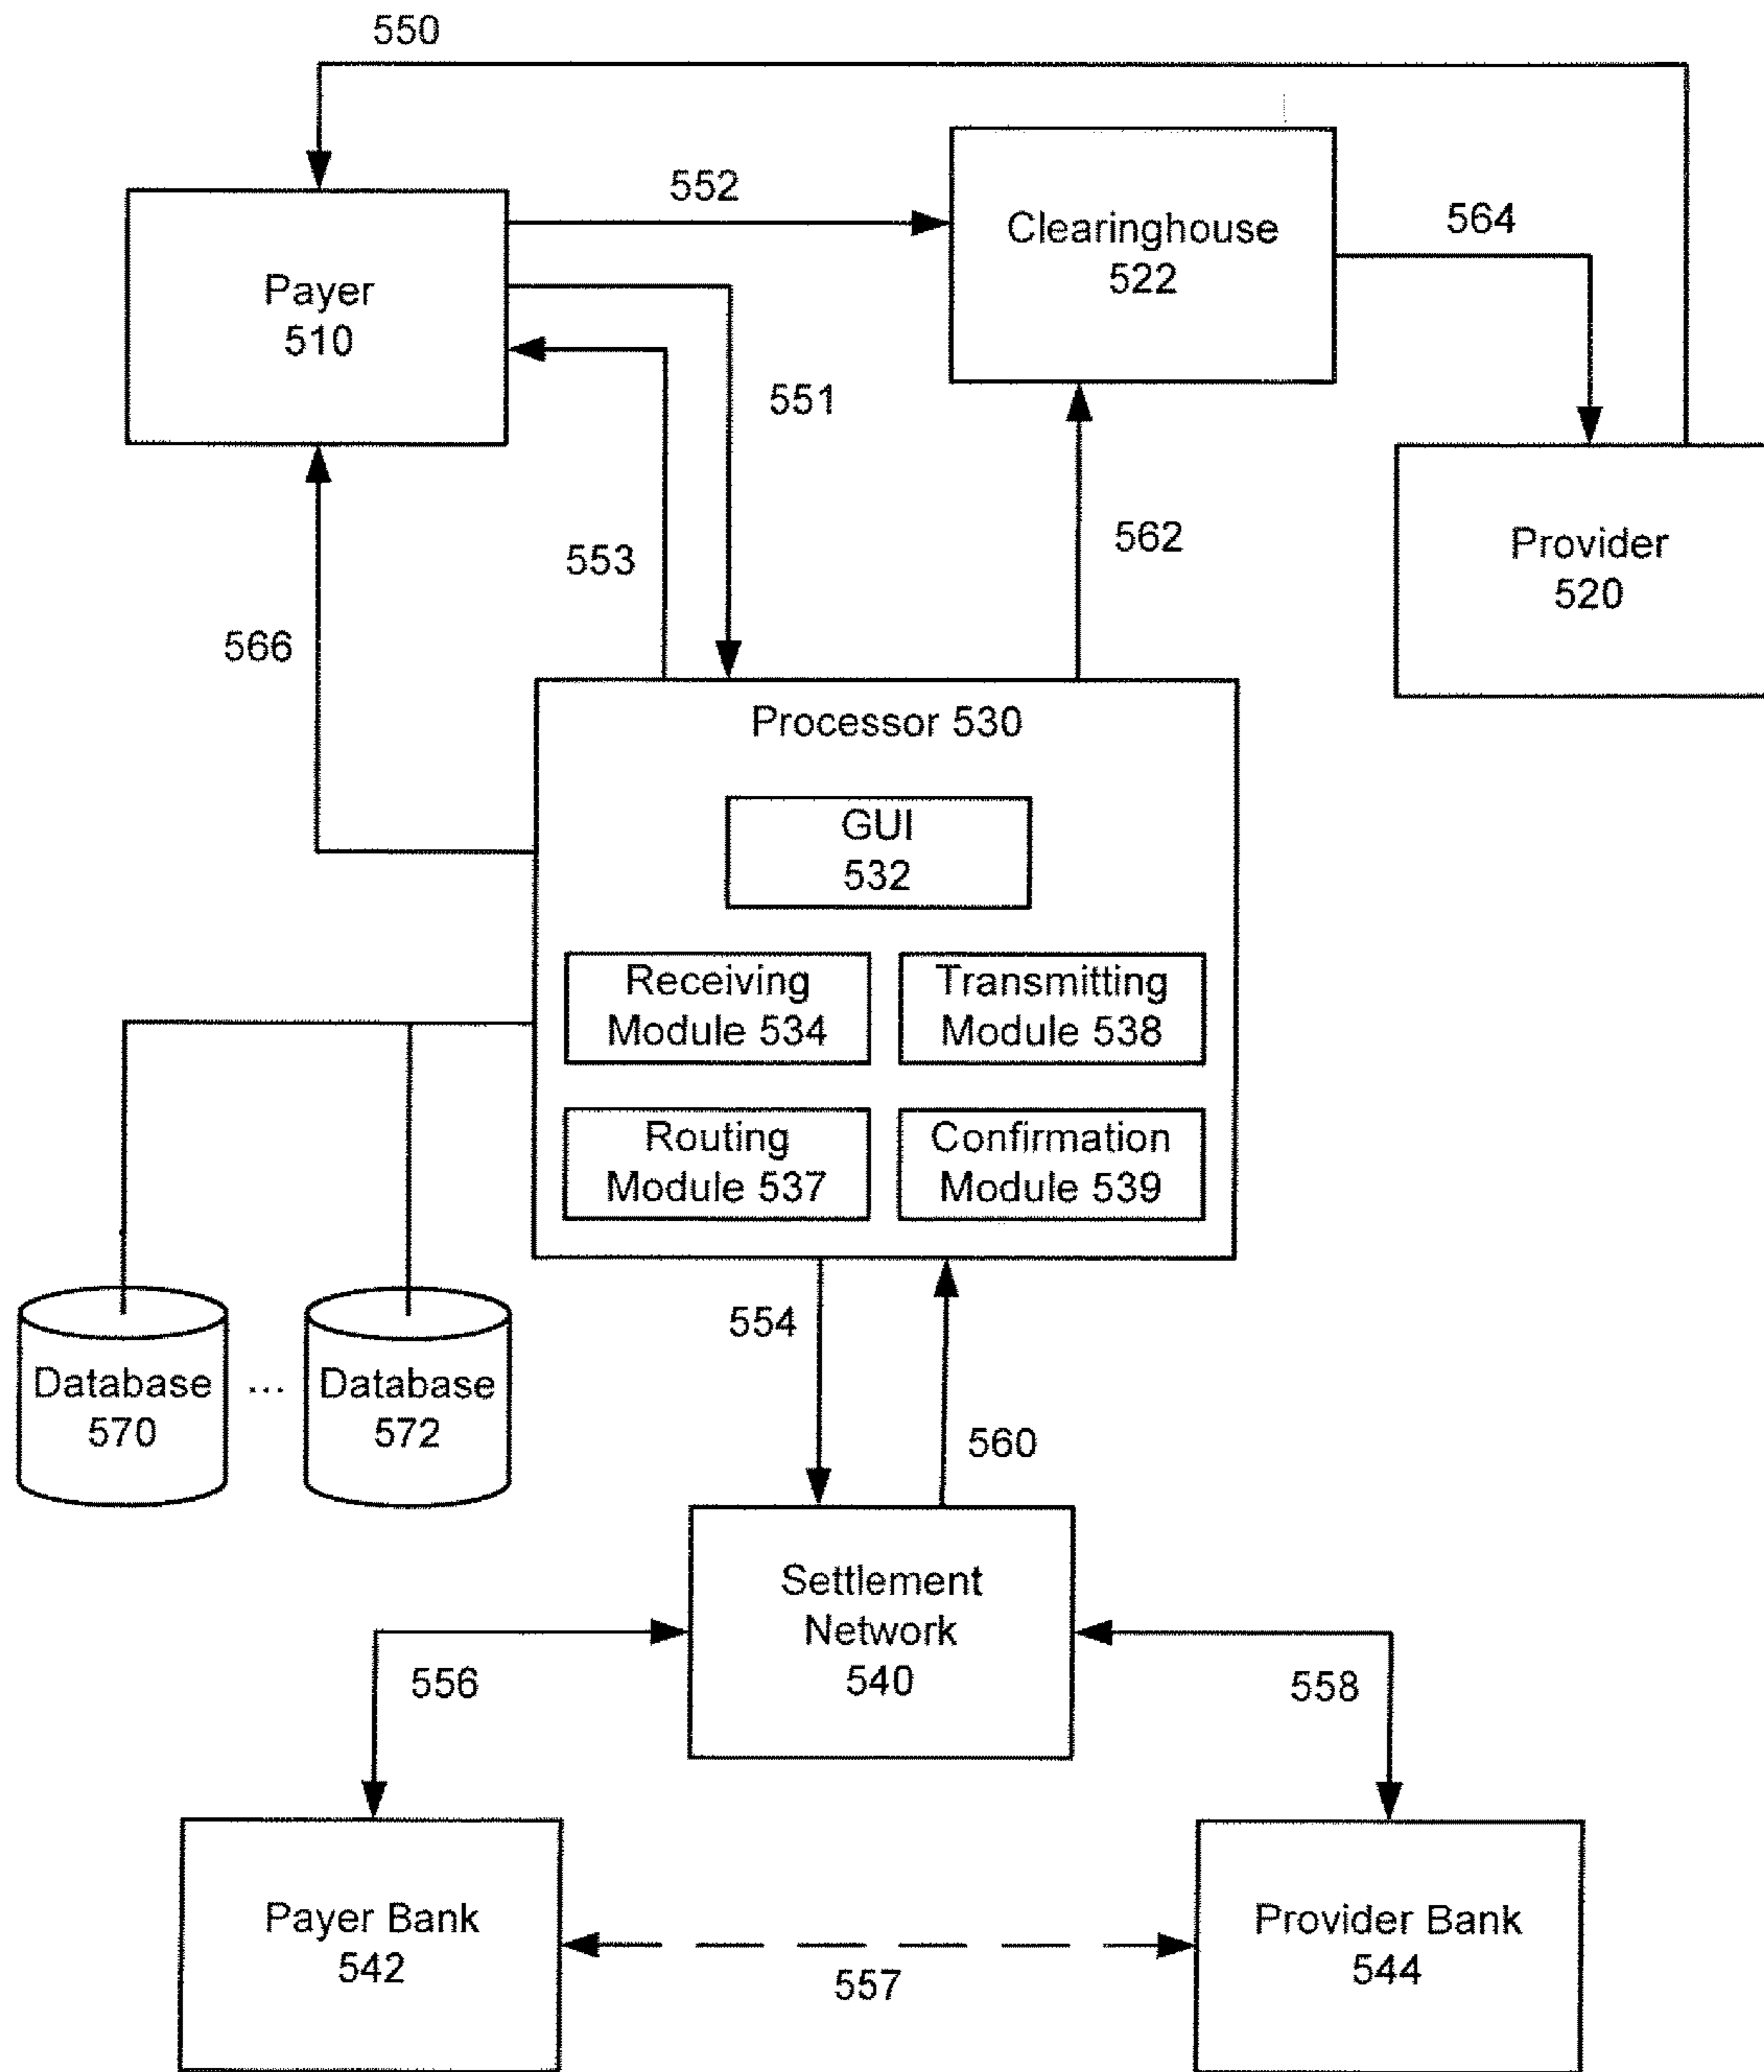 550
552
Clearinghouse
522
564
Payer
510
551
553
562
Provider
520
566
Processor 530
GUI
532
Receiving
Module 534
Transmitting
Module 538
Routing
Module 537
Confirmation
Module 539
554
560
Database
570
...
Database
572
Settlement
Network
540
556
558
Payer Bank
542
557
Provider Bank
544